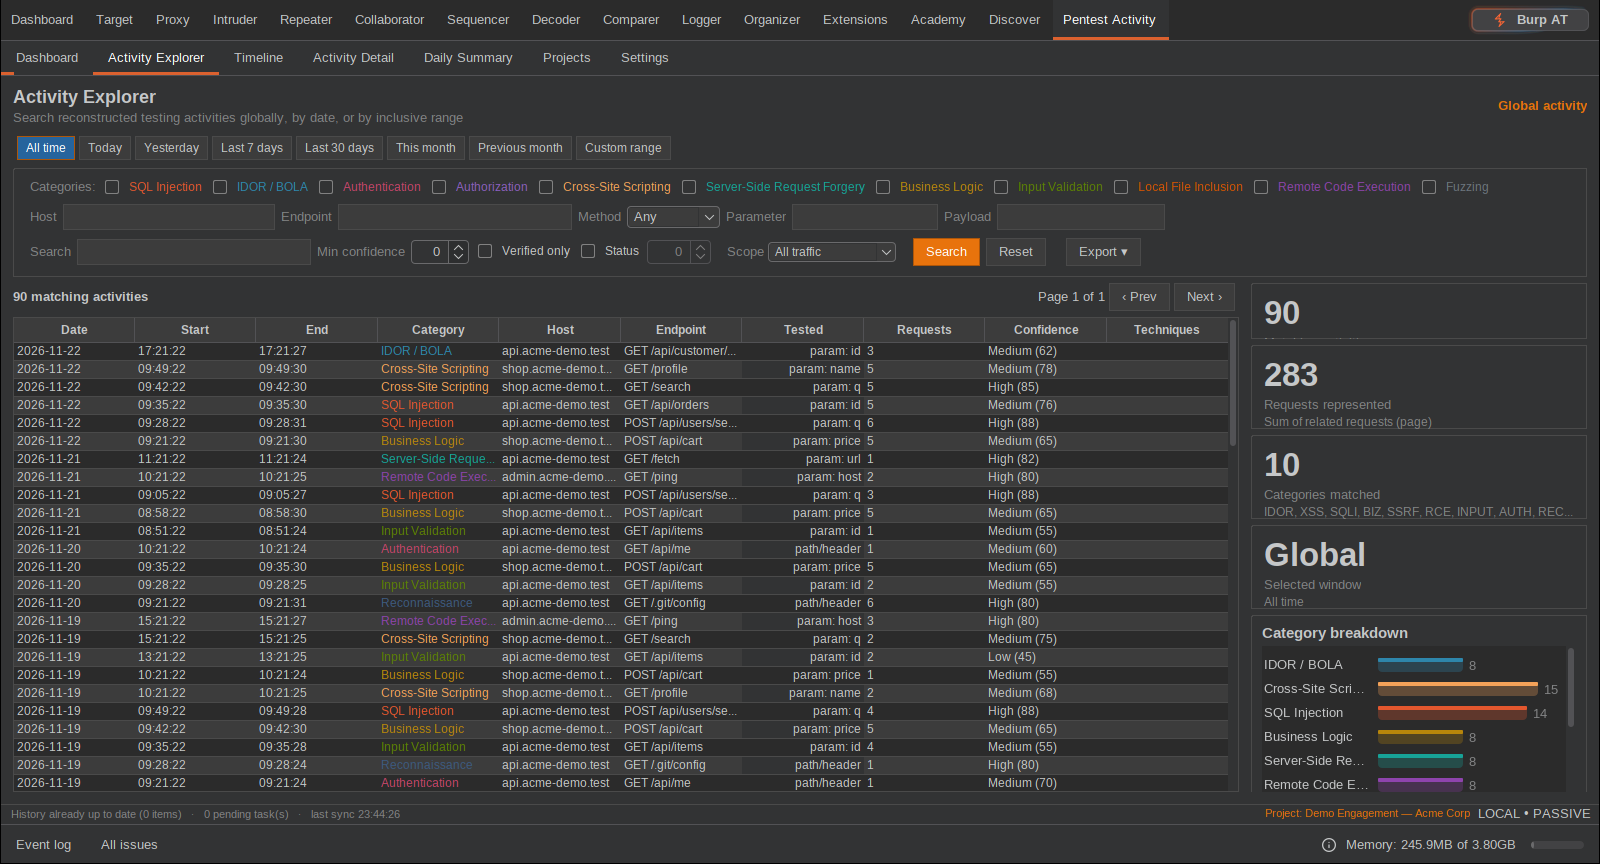 Dashboard Target Proxy Intruder Repeater Collaborator Sequencer Decoder Comparer Logger Organizer Extensions Academy Discover Pentest Activity Burp AT
Dashboard Activity Explorer Timeline Activity Detail Daily Summary Projects Settings
Activity Explorer
Search reconstructed testing activities globally, by date, or by inclusive range
Global activity
All time Today Yesterday Last 7 days Last 30 days This month Previous month Custom range
Categories: SQL Injection IDOR / BOLA Authentication Authorization Cross-Site Scripting Server-Side Request Forgery Business Logic Input Validation Local File Inclusion Remote Code Execution Fuzzing
Host Endpoint Method Any Parameter Payload
Search Min confidence 0 Verified only Status 0 Scope All traffic Search Reset Export ▾
90 matching activities Page 1 of 1 ‹ Prev Next ›
Date Start End Category Host Endpoint Tested Requests Confidence Techniques
2026-11-22 17:21:22 17:21:27 IDOR / BOLA api.acme-demo.test GET /api/customer/... param: id 3 Medium (62)
2026-11-22 09:49:22 09:49:30 Cross-Site Scripting shop.acme-demo.t... GET /profile param: name 5 Medium (78)
2026-11-22 09:42:22 09:42:30 Cross-Site Scripting shop.acme-demo.t... GET /search param: q 5 High (85)
2026-11-22 09:35:22 09:35:30 SQL Injection api.acme-demo.test GET /api/orders param: id 5 Medium (76)
2026-11-22 09:28:22 09:28:31 SQL Injection api.acme-demo.test POST /api/users/se... param: q 6 High (88)
2026-11-22 09:21:22 09:21:30 Business Logic shop.acme-demo.t... POST /api/cart param: price 5 Medium (65)
2026-11-21 11:21:22 11:21:24 Server-Side Reque... api.acme-demo.test GET /fetch param: url 1 High (82)
2026-11-21 10:21:22 10:21:25 Remote Code Exec... admin.acme-demo.... GET /ping param: host 2 High (80)
2026-11-21 09:05:22 09:05:27 SQL Injection api.acme-demo.test POST /api/users/se... param: q 3 High (88)
2026-11-21 08:58:22 08:58:30 Business Logic shop.acme-demo.t... POST /api/cart param: price 5 Medium (65)
2026-11-21 08:51:22 08:51:24 Input Validation api.acme-demo.test GET /api/items param: id 1 Medium (55)
2026-11-20 10:21:22 10:21:24 Authentication api.acme-demo.test GET /api/me path/header 1 Medium (60)
2026-11-20 09:35:22 09:35:30 Business Logic shop.acme-demo.t... POST /api/cart param: price 5 Medium (65)
2026-11-20 09:28:22 09:28:25 Input Validation api.acme-demo.test GET /api/items param: id 2 Medium (55)
2026-11-20 09:21:22 09:21:31 Reconnaissance api.acme-demo.test GET /.git/config path/header 6 High (80)
2026-11-19 15:21:22 15:21:27 Remote Code Exec... admin.acme-demo.... GET /ping param: host 3 High (80)
2026-11-19 15:21:22 15:21:25 Cross-Site Scripting shop.acme-demo.t... GET /search param: q 2 Medium (75)
2026-11-19 13:21:22 13:21:25 Input Validation api.acme-demo.test GET /api/items param: id 2 Low (45)
2026-11-19 10:21:22 10:21:24 Business Logic shop.acme-demo.t... POST /api/cart param: price 1 Medium (55)
2026-11-19 10:21:22 10:21:25 Cross-Site Scripting shop.acme-demo.t... GET /profile param: name 2 Medium (68)
2026-11-19 09:49:22 09:49:28 SQL Injection api.acme-demo.test POST /api/users/se... param: q 4 High (88)
2026-11-19 09:42:22 09:42:30 Business Logic shop.acme-demo.t... POST /api/cart param: price 5 Medium (65)
2026-11-19 09:35:22 09:35:28 Input Validation api.acme-demo.test GET /api/items param: id 4 Medium (55)
2026-11-19 09:28:22 09:28:24 Reconnaissance api.acme-demo.test GET /.git/config path/header 1 High (80)
2026-11-19 09:21:22 09:21:24 Authentication api.acme-demo.test GET /api/me path/header 1 Medium (70)
90
283
Requests represented
Sum of related requests (page)
10
Categories matched
IDOR, XSS, SQLI, BIZ, SSRF, RCE, INPUT, AUTH, REC...
Global
Selected window
All time
Category breakdown
IDOR / BOLA 8
Cross-Site Scri... 15
SQL Injection 14
Business Logic 8
Server-Side Re... 8
Remote Code E... 8
History already up to date (0 items) · 0 pending task(s) · last sync 23:44:26 Project: Demo Engagement — Acme Corp LOCAL • PASSIVE
Event log All issues Memory: 245.9MB of 3.80GB